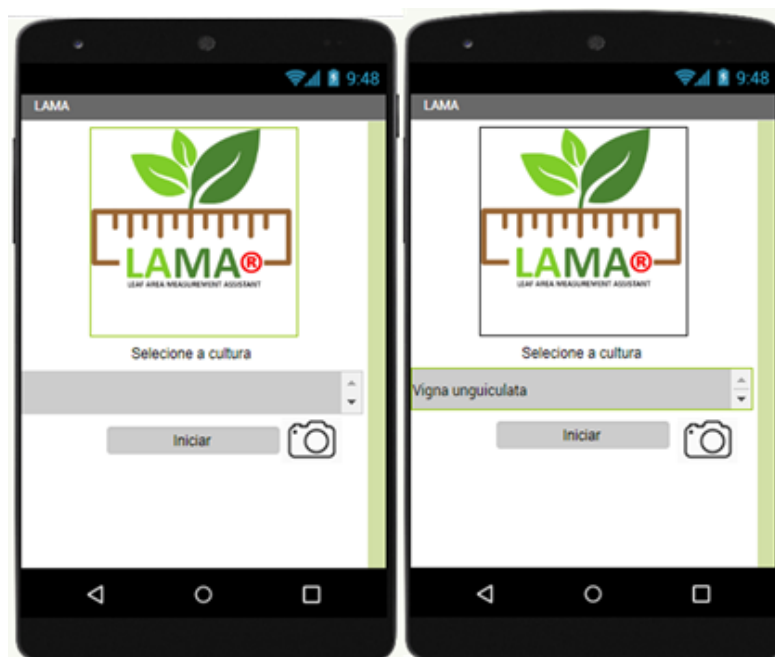 9:48
LAMA
LAMA®
LEAF AREA MEASUREMENT ASSISTANT
Selecione a cultura
Iniciar
9:48
LAMA
LAMA®
LEAF AREA MEASUREMENT ASSISTANT
Selecione a cultura
Vigna unguiculata
Iniciar